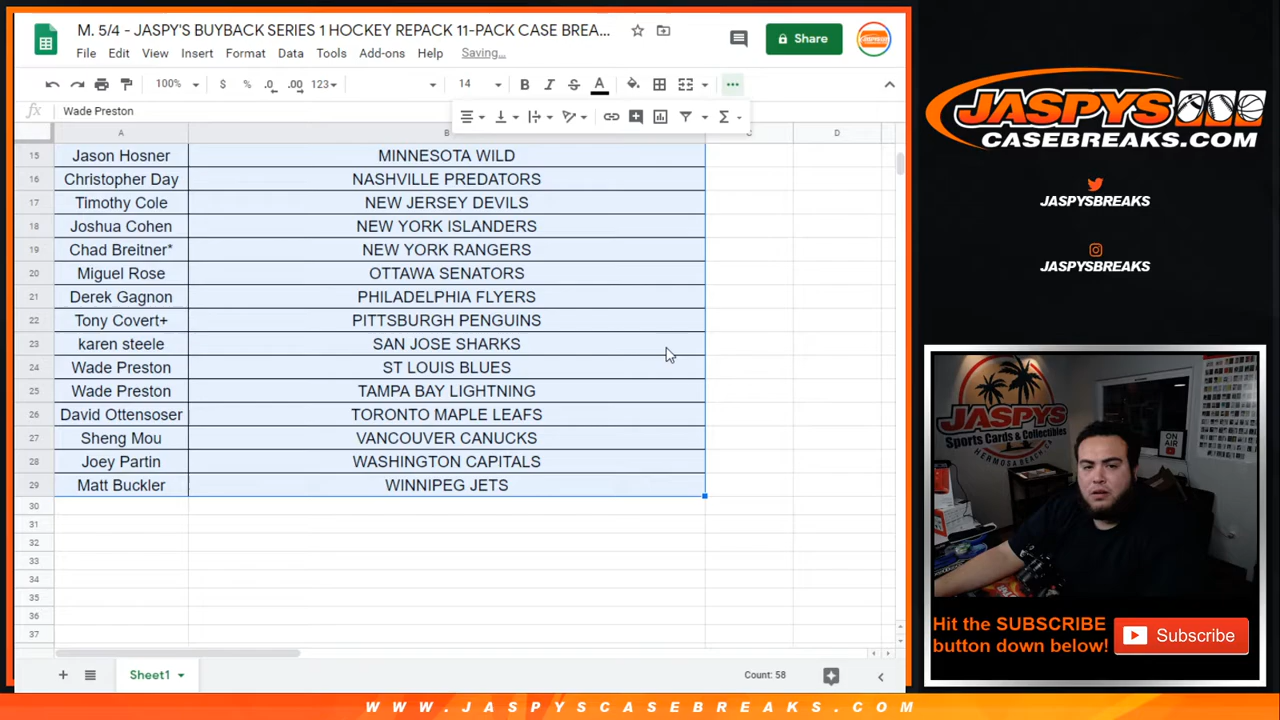 M. 5/4 - JASPY'S BUYBACK SERIES 1 HOCKEY REPACK 11-PACK CASE BREA...
Share
File Edit View Insert Format Data Tools Add-ons Help Saving...
100% $ % .0 .00 123 14 B I S A
fx Wade Preston
A B C D
15 Jason Hosner MINNESOTA WILD
16 Christopher Day NASHVILLE PREDATORS
17 Timothy Cole NEW JERSEY DEVILS
18 Joshua Cohen NEW YORK ISLANDERS
19 Chad Breitner* NEW YORK RANGERS
20 Miguel Rose OTTAWA SENATORS
21 Derek Gagnon PHILADELPHIA FLYERS
22 Tony Covert+ PITTSBURGH PENGUINS
23 karen steele SAN JOSE SHARKS
24 Wade Preston ST LOUIS BLUES
25 Wade Preston TAMPA BAY LIGHTNING
26 David Ottensoser TORONTO MAPLE LEAFS
27 Sheng Mou VANCOUVER CANUCKS
28 Joey Partin WASHINGTON CAPITALS
29 Matt Buckler WINNIPEG JETS
30
31
32
33
34
35
36
37
Sheet1
Count: 58
JASPYS
CASEBREAKS.COM
JASPYSBREAKS
JASPYSBREAKS
JASPYS
Sports Cards & Collectibles
HERMOSA BEACH, CA
ON AIR
Hit the SUBSCRIBE
button down below!
Subscribe
WWW.JASPYSCASEBREAKS.COM